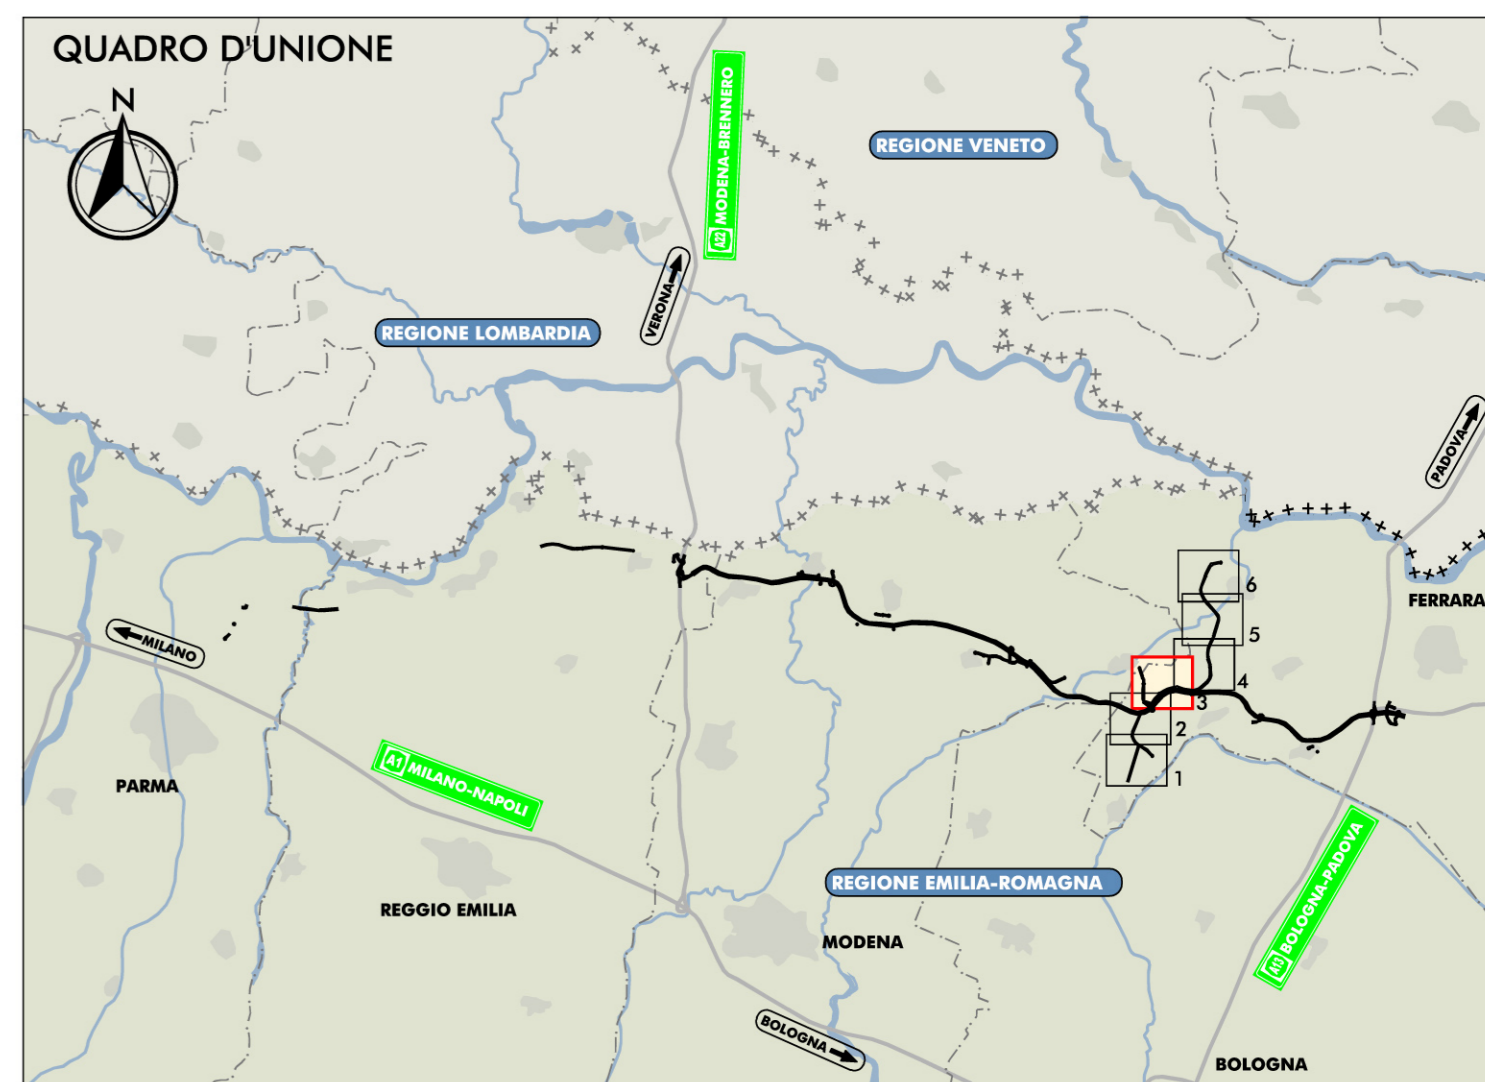 QUADRO D'UNIONE
N
A22 MODENA-BRENNERO
REGIONE VENETO
VERONA
REGIONE LOMBARDIA
PADOVA
6
FERRARA
5
MILANO
4
3
2
1
PARMA
A1 MILANO-NAPOLI
REGIONE EMILIA-ROMAGNA
A13 BOLOGNA-PADOVA
REGGIO EMILIA
MODENA
BOLOGNA
BOLOGNA